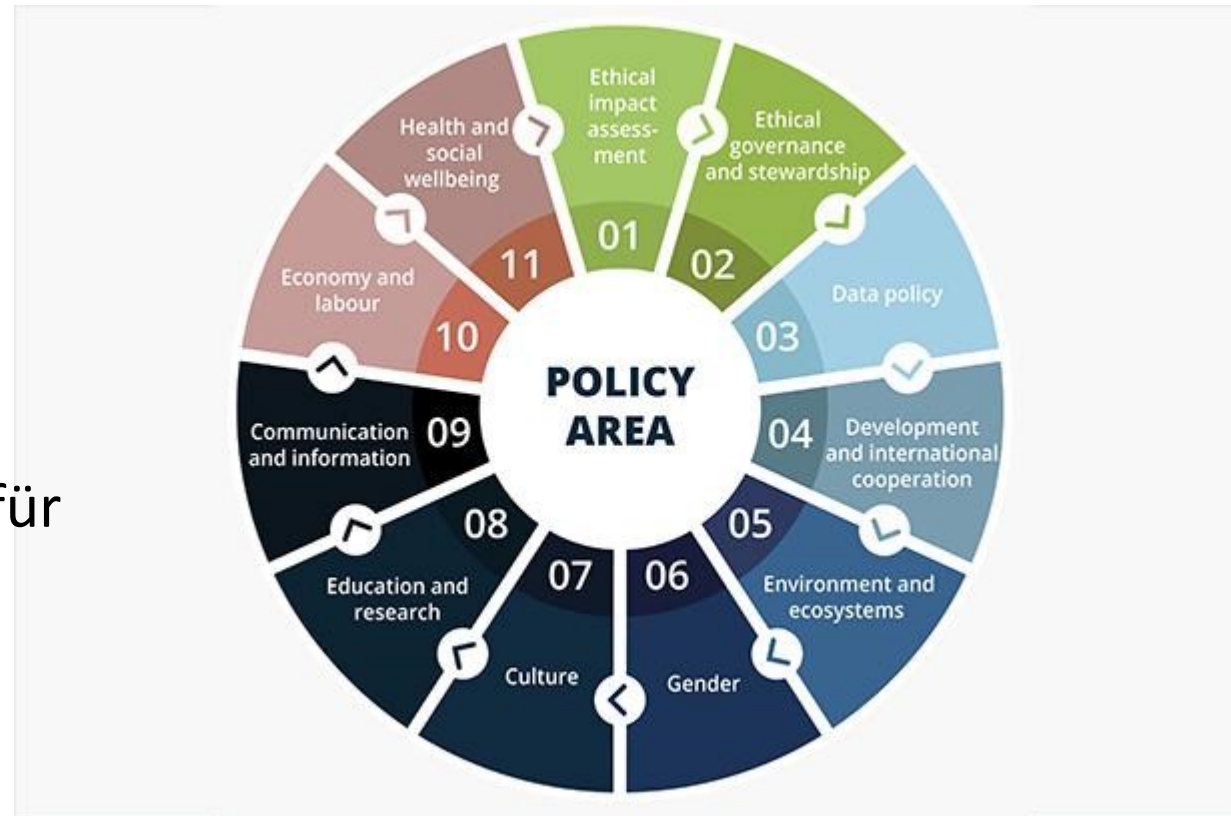 Ethical
impact
assess-
ment
01
Ethical
governance
and stewardship
02
Data policy
03
Development
and international
cooperation
04
Environment and
ecosystems
05
Gender
06
Culture
07
Education and
research
08
Communication
and information
09
Economy and
labour
10
Health and
social
wellbeing
11
POLICY
AREA
für